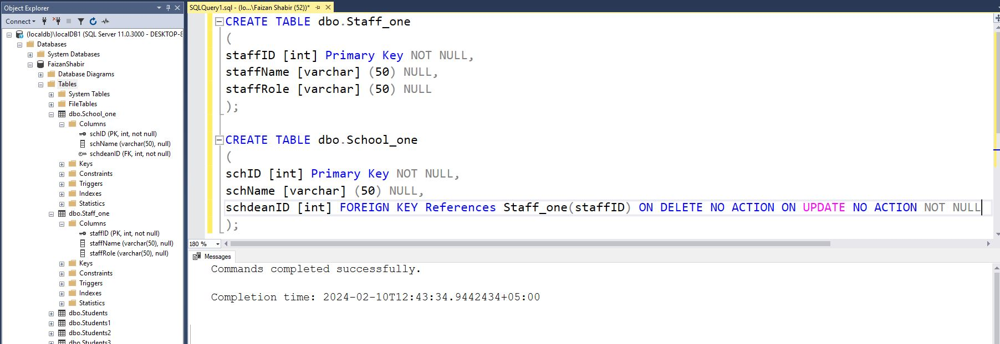 Object Explorer
Connect
(localdb)\localDB1 (SQL Server 11.0.3000 - DESKTOP-8
Databases
System Databases
FaizanShabir
Database Diagrams
Tables
System Tables
FileTables
dbo.School_one
Columns
schID (PK, int, not null)
schName (varchar(50), null)
schdeanID (FK, int, not null)
Keys
Constraints
Triggers
Indexes
Statistics
dbo.Staff_one
Columns
staffID (PK, int, not null)
staffName (varchar(50), null)
staffRole (varchar(50), null)
Keys
Constraints
Triggers
Indexes
Statistics
dbo.Students
dbo.Students1
dbo.Students2
dbo.Students3
SQLQuery1.sql - (lo...\Faizan Shabir (52))*
CREATE TABLE dbo.Staff_one
(
staffID [int] Primary Key NOT NULL,
staffName [varchar] (50) NULL,
staffRole [varchar] (50) NULL
);
CREATE TABLE dbo.School_one
(
schID [int] Primary Key NOT NULL,
schName [varchar] (50) NULL,
schdeanID [int] FOREIGN KEY References Staff_one(staffID) ON DELETE NO ACTION ON UPDATE NO ACTION NOT NULL
);
180 %
Messages
Commands completed successfully.
Completion time: 2024-02-10T12:43:34.9442434+05:00